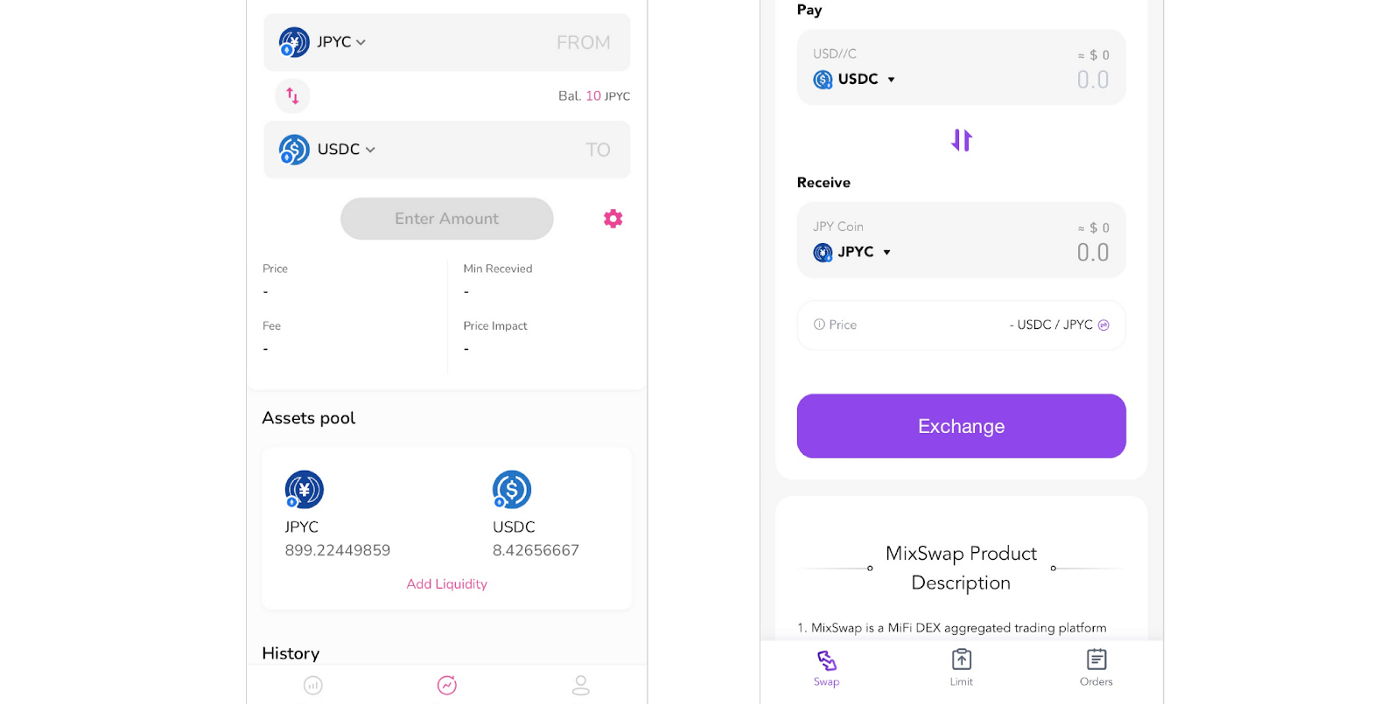 JPYC
FROM
Bal. 10 JPYC
USDC
TO
Enter Amount
Price
-
Min Recevied
-
Fee
-
Price Impact
-
Assets pool
JPYC
899.22449859
USDC
8.42656667
Add Liquidity
History
Pay
USD//C
≈ $ 0
USDC
0.0
Receive
JPY Coin
≈ $ 0
JPYC
0.0
Price
- USDC / JPYC
Exchange
MixSwap Product
Description
1. MixSwap is a MiFi DEX aggregated trading platform
Swap
Limit
Orders